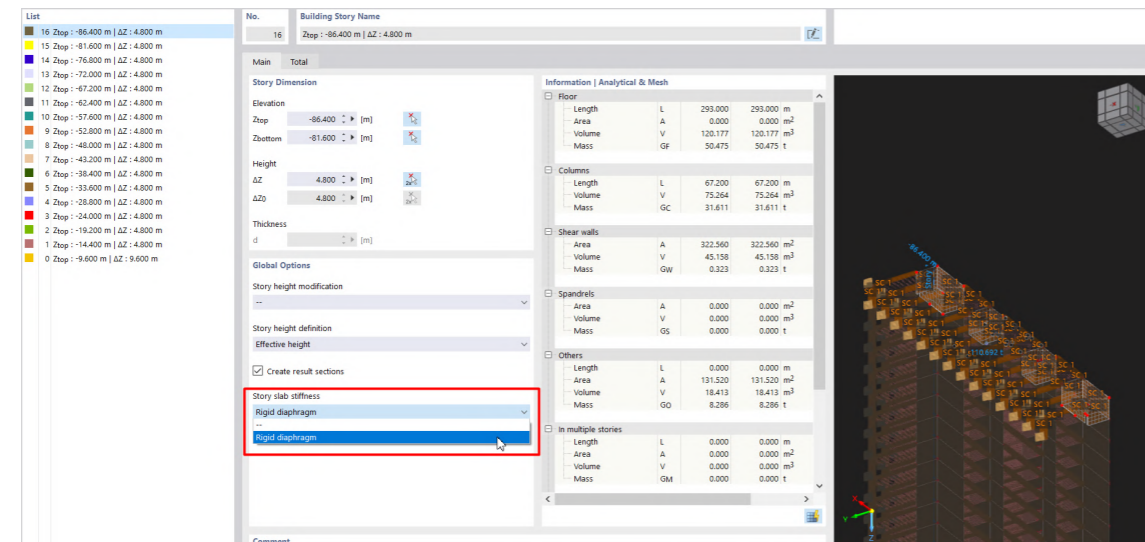 List
16 Ztop : -86.400 m | ΔZ : 4.800 m
15 Ztop : -81.600 m | ΔZ : 4.800 m
14 Ztop : -76.800 m | ΔZ : 4.800 m
13 Ztop : -72.000 m | ΔZ : 4.800 m
12 Ztop : -67.200 m | ΔZ : 4.800 m
11 Ztop : -62.400 m | ΔZ : 4.800 m
10 Ztop : -57.600 m | ΔZ : 4.800 m
9 Ztop : -52.800 m | ΔZ : 4.800 m
8 Ztop : -48.000 m | ΔZ : 4.800 m
7 Ztop : -43.200 m | ΔZ : 4.800 m
6 Ztop : -38.400 m | ΔZ : 4.800 m
5 Ztop : -33.600 m | ΔZ : 4.800 m
4 Ztop : -28.800 m | ΔZ : 4.800 m
3 Ztop : -24.000 m | ΔZ : 4.800 m
2 Ztop : -19.200 m | ΔZ : 4.800 m
1 Ztop : -14.400 m | ΔZ : 4.800 m
0 Ztop : -9.600 m | ΔZ : 9.600 m
No.
16
Building Story Name
Ztop : -86.400 m | ΔZ : 4.800 m
Main Total
Story Dimension
Elevation
Ztop -86.400 [m]
Zbottom -81.600 [m]
Height
ΔZ 4.800 [m]
ΔZ0 4.800 [m]
Thickness
d [m]
Global Options
Story height modification
--
Story height definition
Effective height
Create result sections
Story slab stiffness
Rigid diaphragm
--
Rigid diaphragm
Comment
Information | Analytical & Mesh
Floor
Length L 293.000 293.000 m
Area A 0.000 0.000 m2
Volume V 120.177 120.177 m3
Mass GF 50.475 50.475 t
Columns
Length L 67.200 67.200 m
Volume V 75.264 75.264 m3
Mass GC 31.611 31.611 t
Shear walls
Area A 322.560 322.560 m2
Volume V 45.158 45.158 m3
Mass GW 0.323 0.323 t
Spandrels
Area A 0.000 0.000 m2
Volume V 0.000 0.000 m3
Mass GS 0.000 0.000 t
Others
Length L 0.000 0.000 m
Area A 131.520 131.520 m2
Volume V 18.413 18.413 m3
Mass GO 8.286 8.286 t
In multiple stories
Length L 0.000 0.000 m
Area A 0.000 0.000 m2
Volume V 0.000 0.000 m3
Mass GM 0.000 0.000 t
-86.400 m
Story
SC 1
110.692 t
X
Y
Z